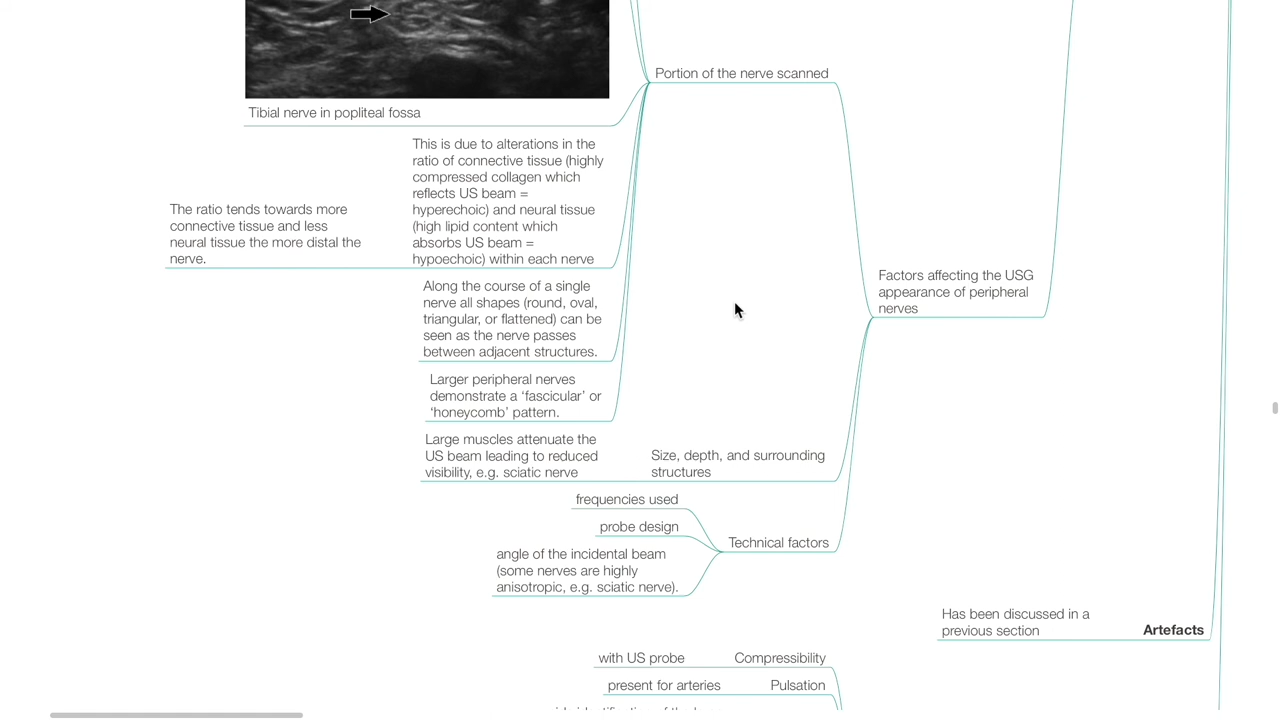 Portion of the nerve scanned
Tibial nerve in popliteal fossa
This is due to alterations in the
ratio of connective tissue (highly
compressed collagen which
reflects US beam =
hyperechoic) and neural tissue
(high lipid content which
absorbs US beam =
hypoechoic) within each nerve
The ratio tends towards more
connective tissue and less
neural tissue the more distal the
nerve.
Along the course of a single
nerve all shapes (round, oval,
triangular, or flattened) can be
seen as the nerve passes
between adjacent structures.
Larger peripheral nerves
demonstrate a ‘fascicular’ or
‘honeycomb’ pattern.
Factors affecting the USG
appearance of peripheral
nerves
Large muscles attenuate the
US beam leading to reduced
visibility, e.g. sciatic nerve
Size, depth, and surrounding
structures
frequencies used
probe design
angle of the incidental beam
(some nerves are highly
anisotropic, e.g. sciatic nerve).
Technical factors
Has been discussed in a
previous section
Artefacts
with US probe
Compressibility
present for arteries
Pulsation